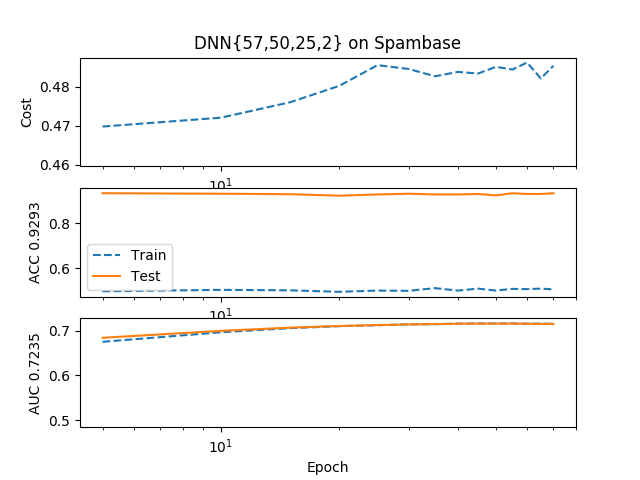 DNN{57,50,25,2} on Spambase
Cost
0.48
0.47
0.46
10¹
ACC 0.9293
0.8
0.6
Train
Test
10¹
AUC 0.7235
0.7
0.6
0.5
10¹
Epoch